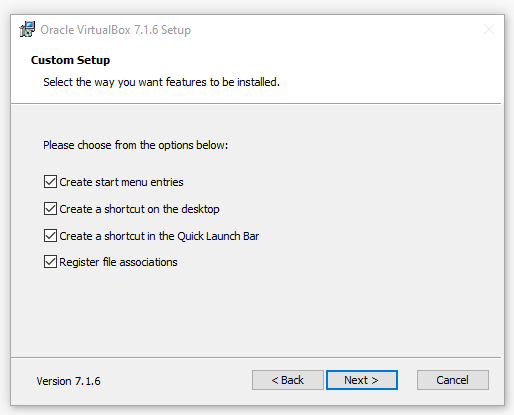 Oracle VirtualBox 7.1.6 Setup
Custom Setup
Select the way you want features to be installed.
Please choose from the options below:
Create start menu entries
Create a shortcut on the desktop
Create a shortcut in the Quick Launch Bar
Register file associations
Version 7.1.6
< Back
Next >
Cancel